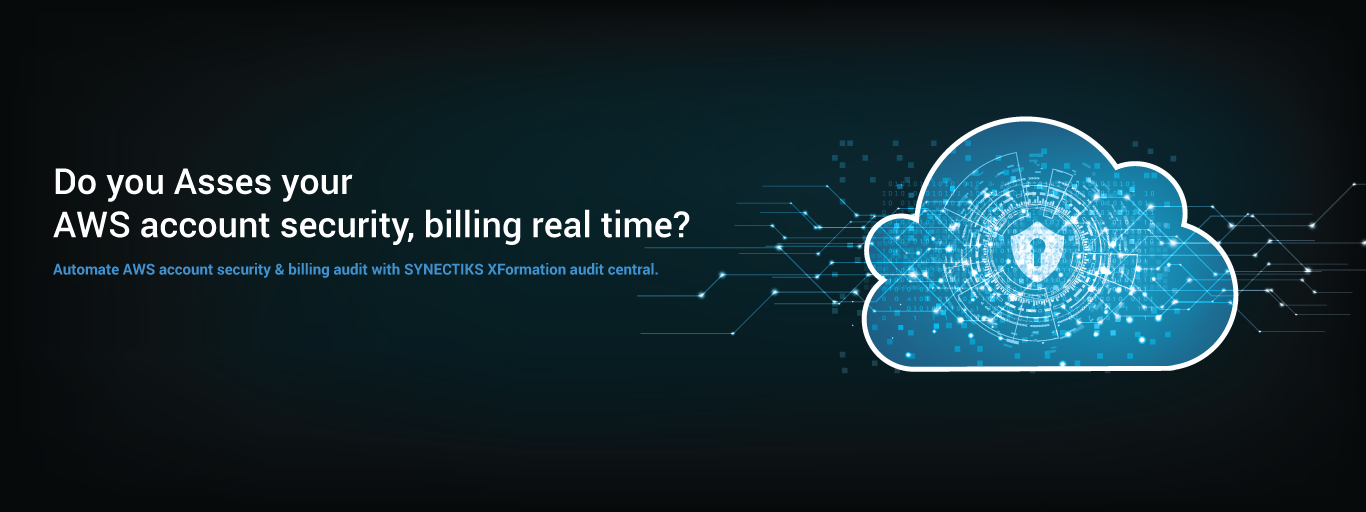 Do you Asses your
AWS account security, billing real time?
Automate AWS account security & billing audit with SYNECTIKS XFormation audit central.